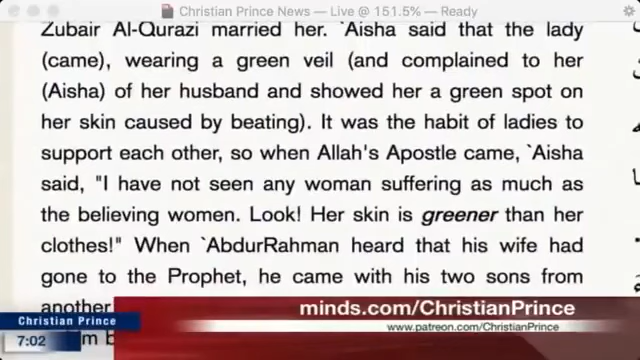 Christian Prince News — Live @ 151.5% — Ready
Zubair Al-Qurazi married her. `Aisha said that the lady
(came), wearing a green veil (and complained to her
(Aisha) of her husband and showed her a green spot on
her skin caused by beating). It was the habit of ladies to
support each other, so when Allah's Apostle came, `Aisha
said, "I have not seen any woman suffering as much as
the believing women. Look! Her skin is greener than her
clothes!" When `AbdurRahman heard that his wife had
gone to the Prophet, he came with his two sons from
another
minds.com/ChristianPrince
Christian Prince
www.patreon.com/ChristianPrince
7:02